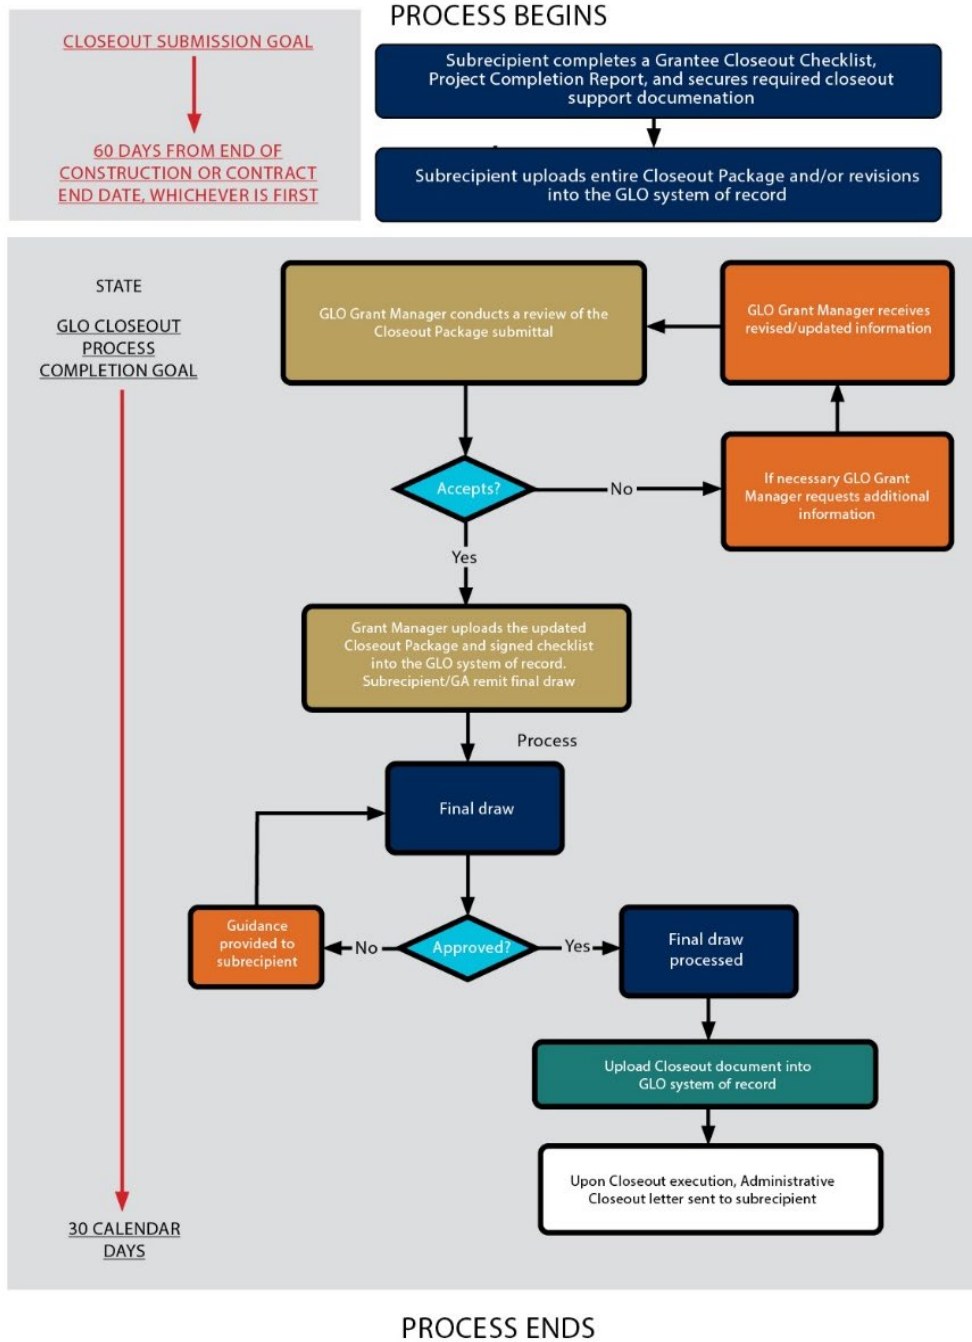 PROCESS BEGINS
CLOSEOUT SUBMISSION GOAL
60 DAYS FROM END OF
CONSTRUCTION OR CONTRACT
END DATE, WHICHEVER IS FIRST
Subrecipient completes a Grantee Closeout Checklist,
Project Completion Report, and secures required closeout
support documenation
Subrecipient uploads entire Closeout Package and/or revisions
into the GLO system of record
STATE
GLO CLOSEOUT
PROCESS
COMPLETION GOAL
30 CALENDAR
DAYS
GLO Grant Manager conducts a review of the
Closeout Package submittal
GLO Grant Manager receives
revised/updated information
Accepts?
No
If necessary GLO Grant
Manager requests additional
information
Yes
Grant Manager uploads the updated
Closeout Package and signed checklist
into the GLO system of record.
Subrecipient/GA remit final draw
Process
Final draw
Guidance
provided to
subrecipient
No
Approved?
Yes
Final draw
processed
Upload Closeout document into
GLO system of record
Upon Closeout execution, Administrative
Closeout letter sent to subrecipient
PROCESS ENDS